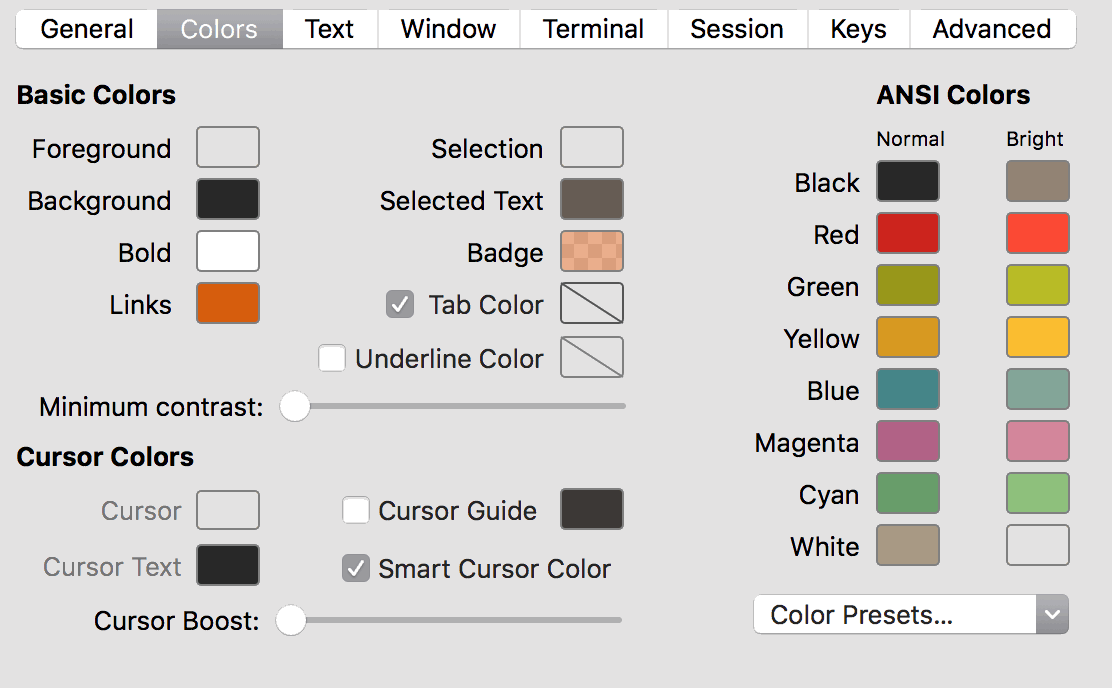 General Colors Text Window Terminal Session Keys Advanced
Basic Colors
Foreground
Background
Bold
Links
Selection
Selected Text
Badge
Tab Color
Underline Color
Minimum contrast:
Cursor Colors
Cursor
Cursor Text
Cursor Guide
Smart Cursor Color
Cursor Boost:
ANSI Colors
Normal Bright
Black
Red
Green
Yellow
Blue
Magenta
Cyan
White
Color Presets...